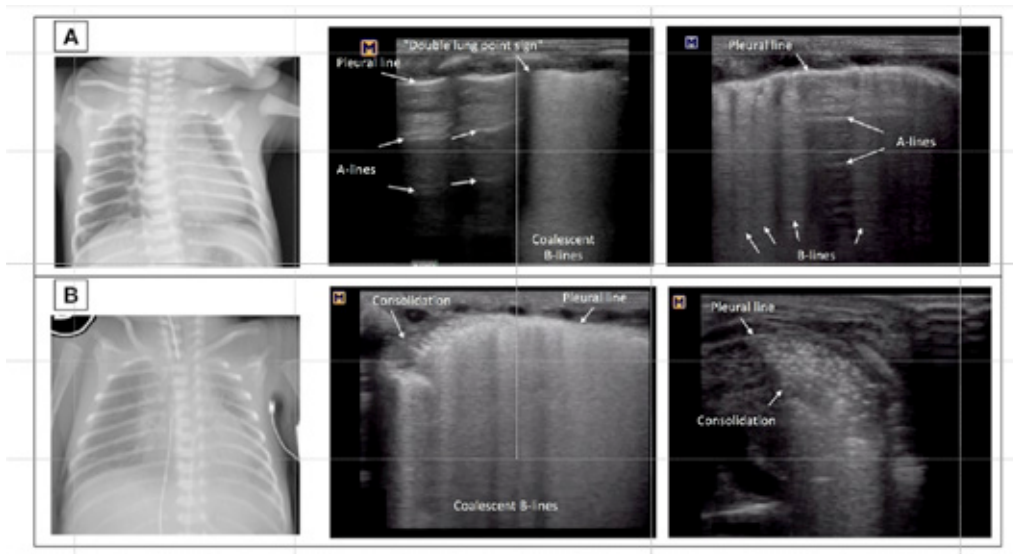 A
M
"Double lung point sign"
Pleural line
A-lines
Coalescent
B-lines
M
Pleural line
A-lines
B-lines
B
M
Consolidation
Pleural line
Coalescent B-lines
M
Pleural line
Consolidation